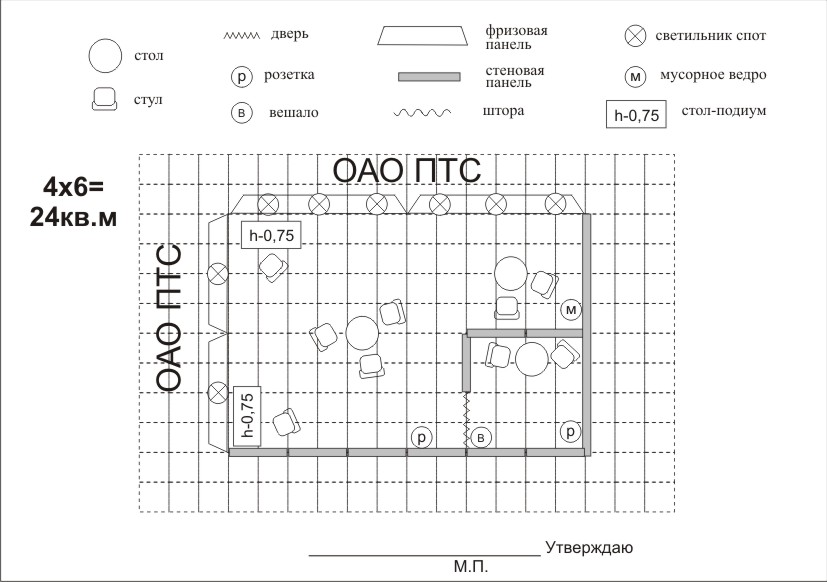 стол
стул
дверь
р розетка
в вешало
фризовая
панель
стеновая
панель
штора
светильник спот
м мусорное ведро
h-0,75 стол-подиум
4х6=
24кв.м
ОАО ПТС
ОАО ПТС
h-0,75
м
h-0,75
р
в
р
Утверждаю
М.П.